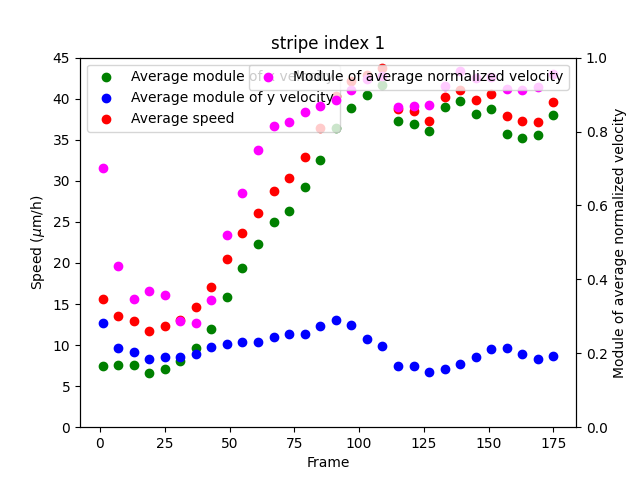 stripe index 1
Average module of x velocity
Average module of y velocity
Average speed
Module of average normalized velocity
Speed (μm/h)
45
40
35
30
25
20
15
10
5
0
1.0
0.8
0.6
0.4
0.2
0.0
Module of average normalized velocity
0 25 50 75 100 125 150 175
Frame